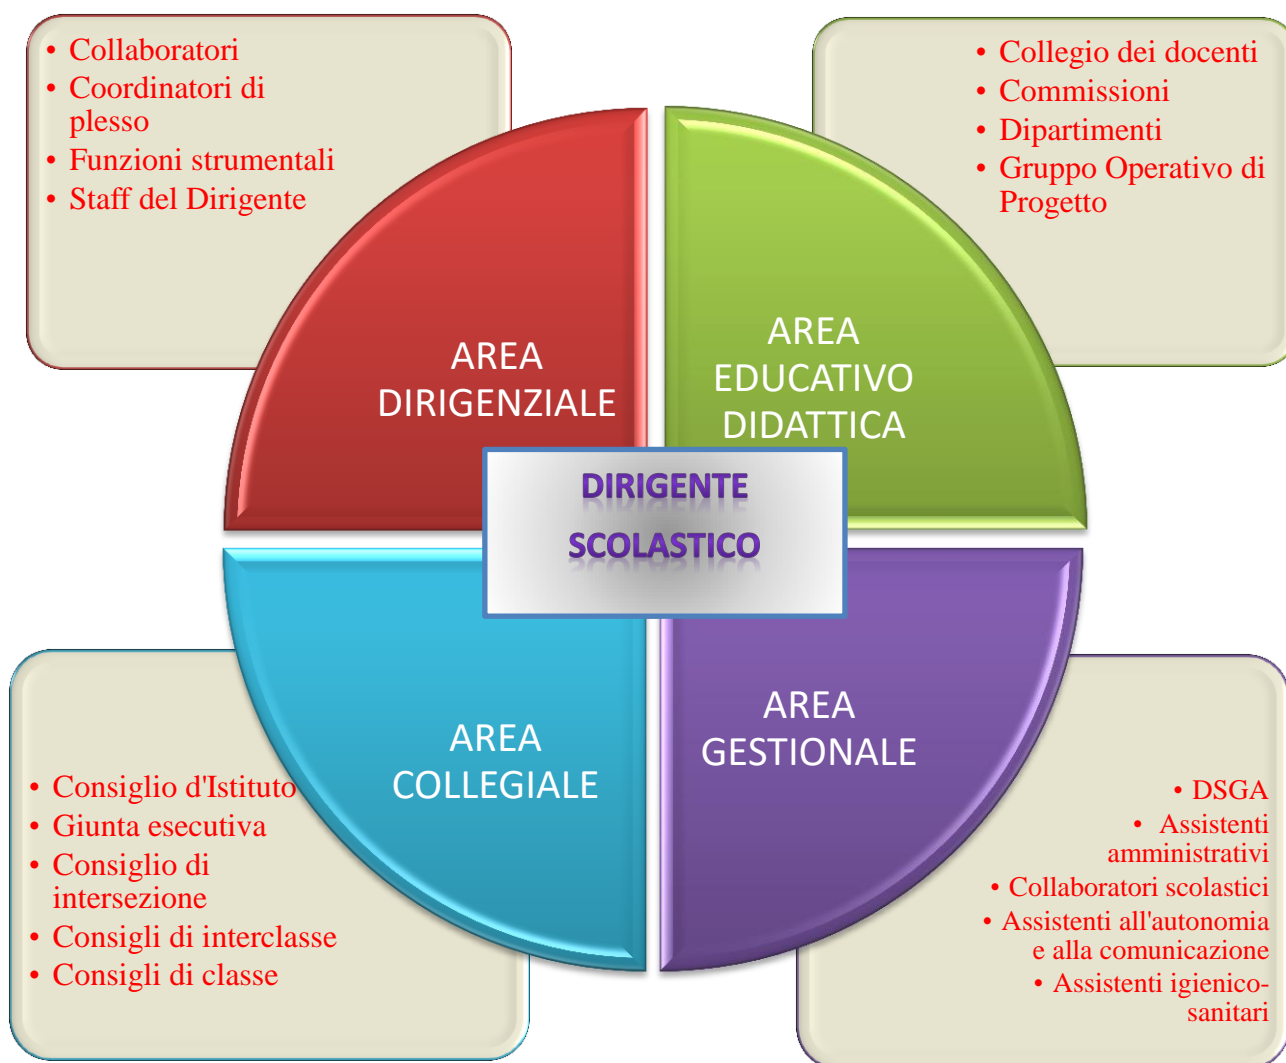 • Collaboratori
• Coordinatori di
plesso
• Funzioni strumentali
• Staff del Dirigente
• Collegio dei docenti
• Commissioni
• Dipartimenti
• Gruppo Operativo di
Progetto
AREA
DIRIGENZIALE
AREA
EDUCATIVO
DIDATTICA
DIRIGENTE
SCOLASTICO
AREA
COLLEGIALE
AREA
GESTIONALE
• Consiglio d'Istituto
• Giunta esecutiva
• Consiglio di
intersezione
• Consigli di interclasse
• Consigli di classe
• DSGA
• Assistenti
amministrativi
• Collaboratori scolastici
• Assistenti all'autonomia
e alla comunicazione
• Assistenti igienico-
sanitari